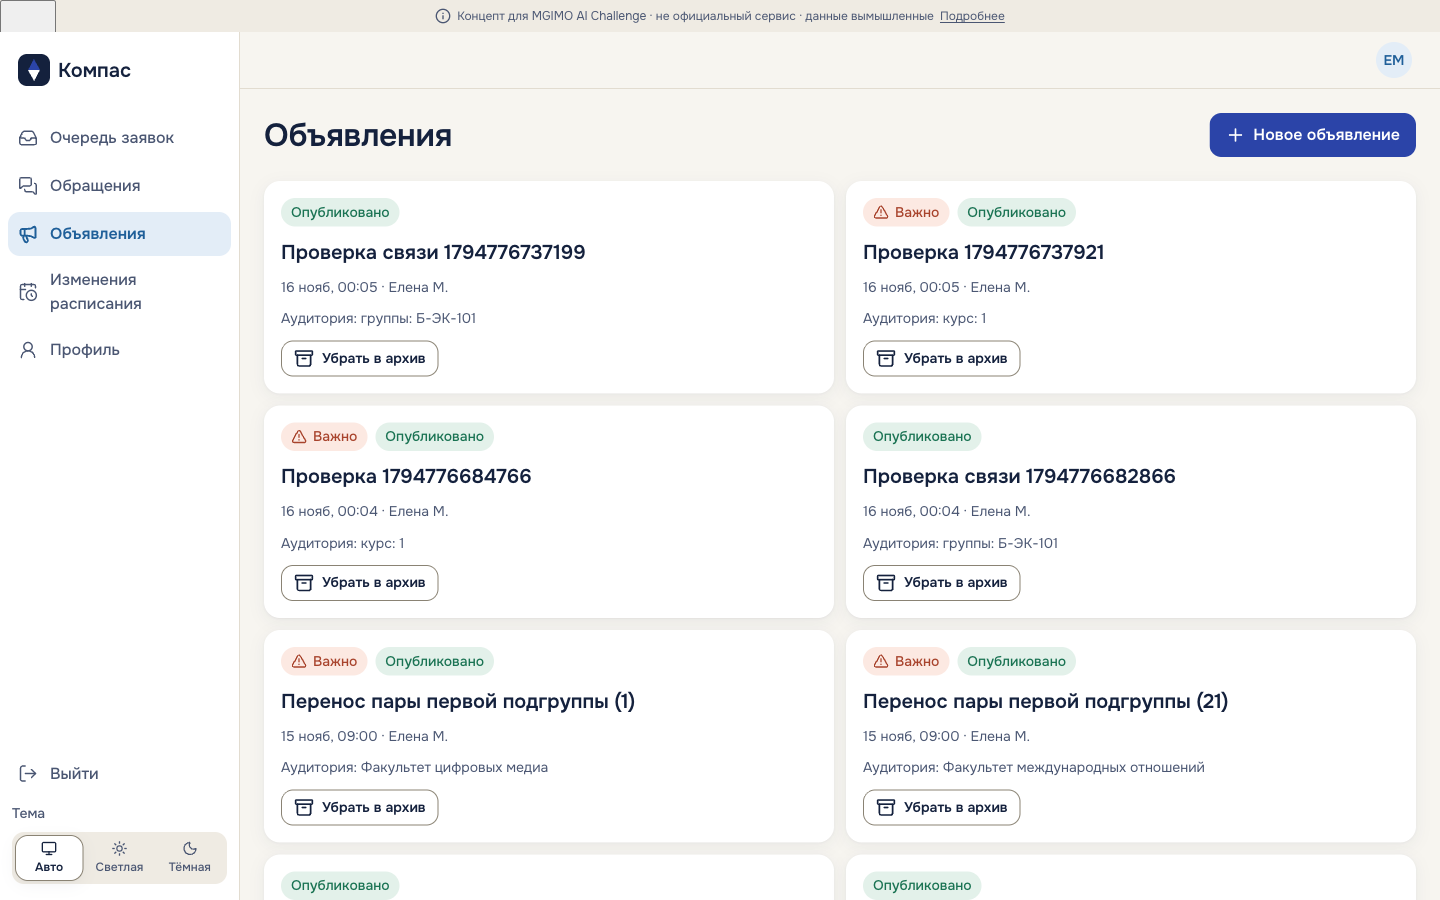 Концепт для MGIMO AI Challenge · не официальный сервис · данные вымышленные Подробнее
Компас
ЕМ
Очередь заявок
Обращения
Объявления
Изменения
расписания
Профиль
Выйти
Тема
Авто
Светлая
Тёмная
Объявления
Новое объявление
Опубликовано
Проверка связи 1794776737199
16 нояб, 00:05 · Елена М.
Аудитория: группы: Б-ЭК-101
Убрать в архив
Важно
Опубликовано
Проверка 1794776737921
16 нояб, 00:05 · Елена М.
Аудитория: курс: 1
Убрать в архив
Важно
Опубликовано
Проверка 1794776684766
16 нояб, 00:04 · Елена М.
Аудитория: курс: 1
Убрать в архив
Опубликовано
Проверка связи 1794776682866
16 нояб, 00:04 · Елена М.
Аудитория: группы: Б-ЭК-101
Убрать в архив
Важно
Опубликовано
Перенос пары первой подгруппы (1)
15 нояб, 09:00 · Елена М.
Аудитория: Факультет цифровых медиа
Убрать в архив
Важно
Опубликовано
Перенос пары первой подгруппы (21)
15 нояб, 09:00 · Елена М.
Аудитория: Факультет международных отношений
Убрать в архив
Опубликовано
Опубликовано